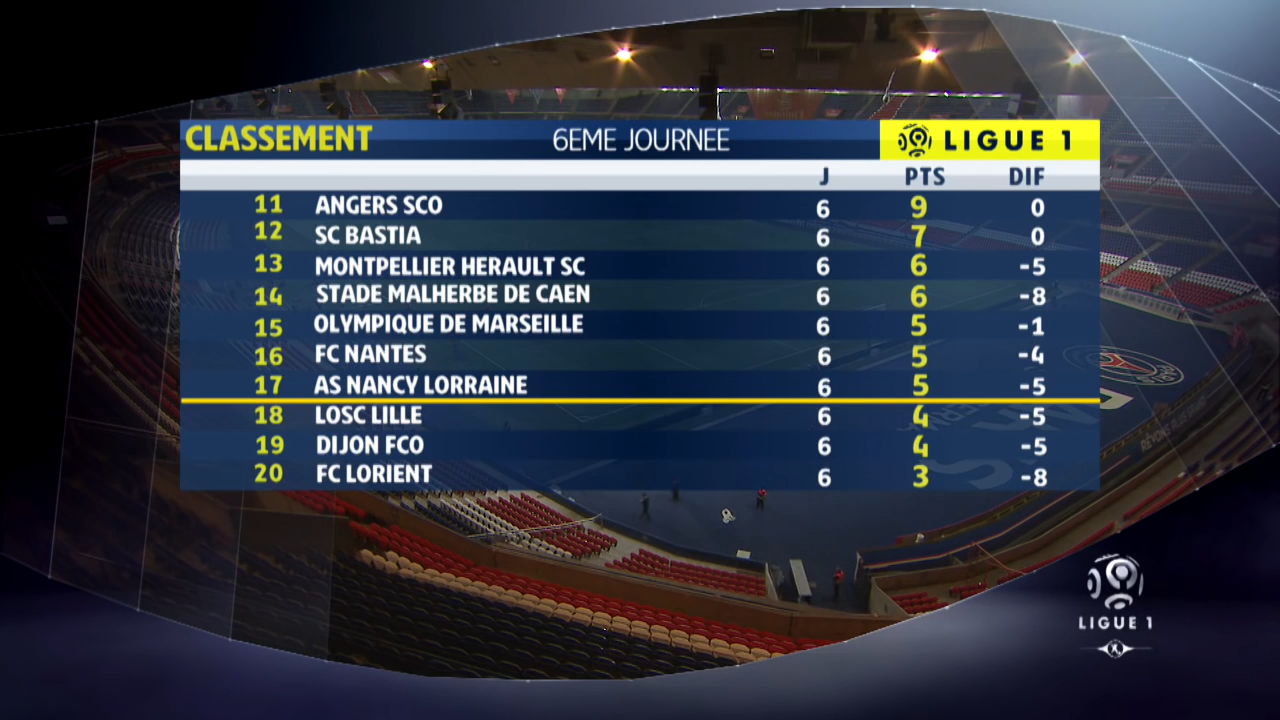 CLASSEMENT 6EME JOURNEE LIGUE 1
J PTS DIF
11 ANGERS SCO 6 9 0
12 SC BASTIA 6 7 0
13 MONTPELLIER HERAULT SC 6 6 -5
14 STADE MALHERBE DE CAEN 6 6 -8
15 OLYMPIQUE DE MARSEILLE 6 5 -1
16 FC NANTES 6 5 -4
17 AS NANCY LORRAINE 6 5 -5
18 LOSC LILLE 6 4 -5
19 DIJON FCO 6 4 -5
20 FC LORIENT 6 3 -8
LIGUE 1